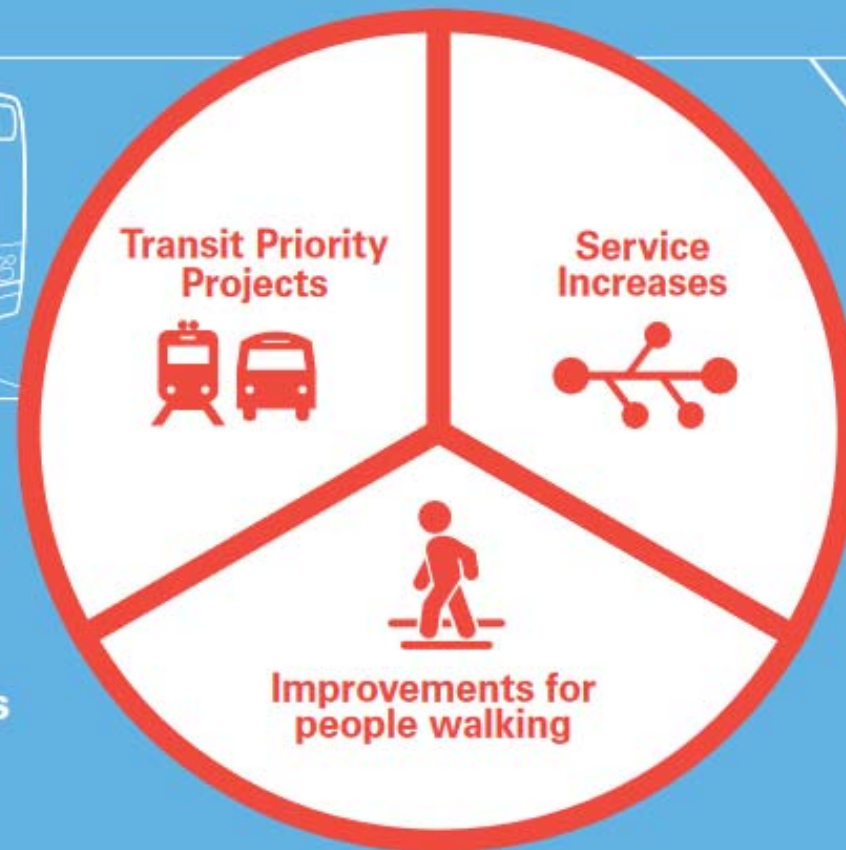 Transit Priority
Projects
Service
Increases
Improvements for
people walking